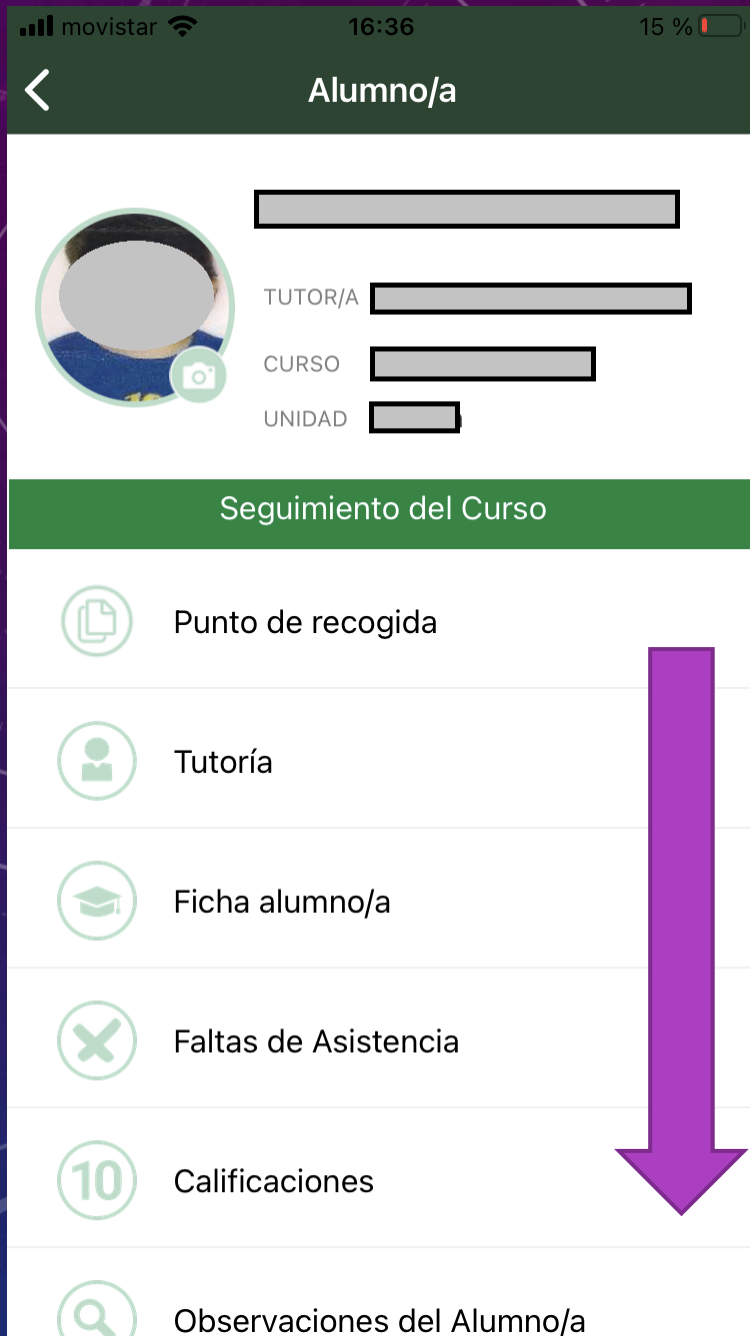 movistar 16:36 15 %
Alumno/a
TUTOR/A
CURSO
UNIDAD
Seguimiento del Curso
Punto de recogida
Tutoría
Ficha alumno/a
Faltas de Asistencia
10 Calificaciones
Observaciones del Alumno/a